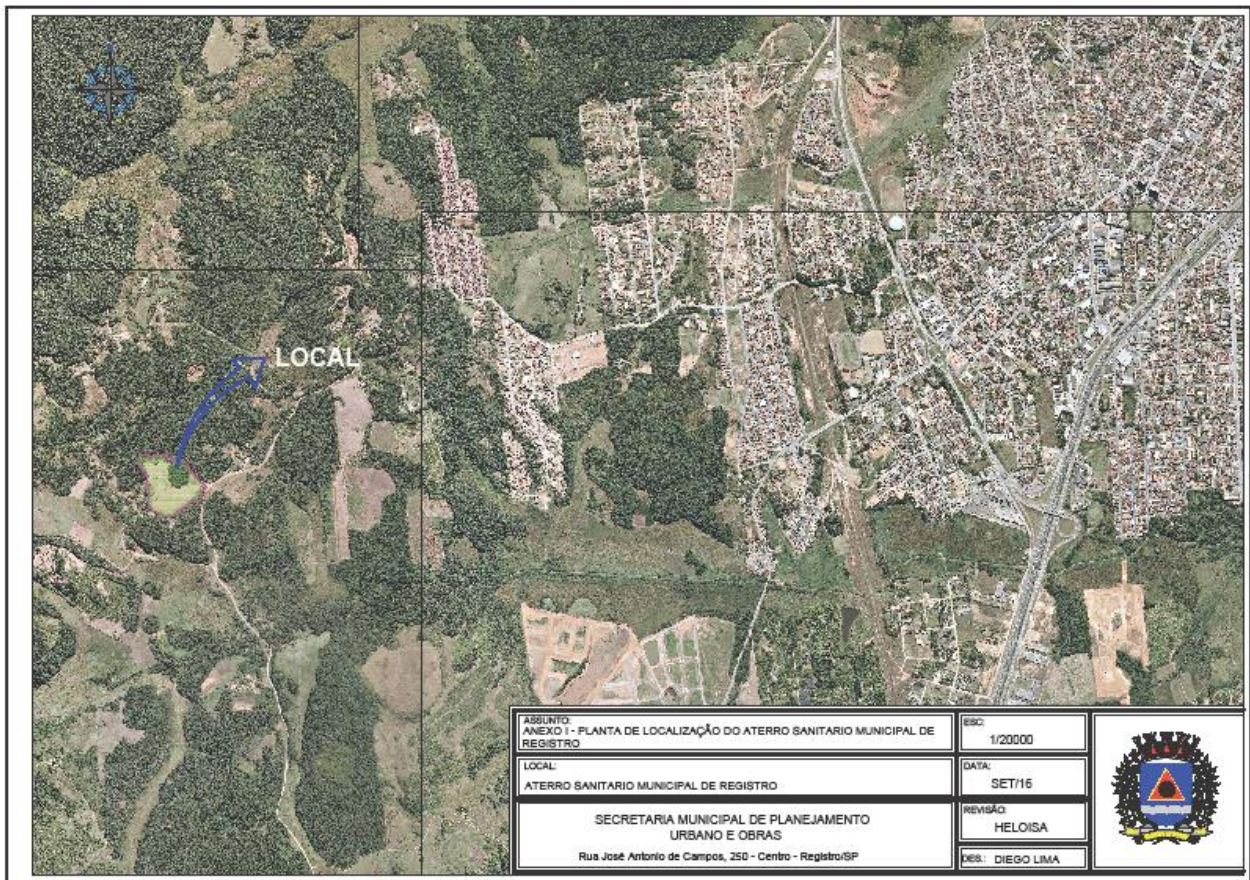 LOCAL
ASSUNTO:
ANEXO I - PLANTA DE LOCALIZAÇÃO DO ATERRO SANITARIO MUNICIPAL DE
REGISTRO
ESC:
1/20000
LOCAL:
ATERRO SANITARIO MUNICIPAL DE REGISTRO
DATA:
SET/16
SECRETARIA MUNICIPAL DE PLANEJAMENTO
URBANO E OBRAS
Rua José Antonio de Campos, 250 - Centro - Registro/SP
REVISÃO:
HELOISA
DES.: DIEGO LIMA